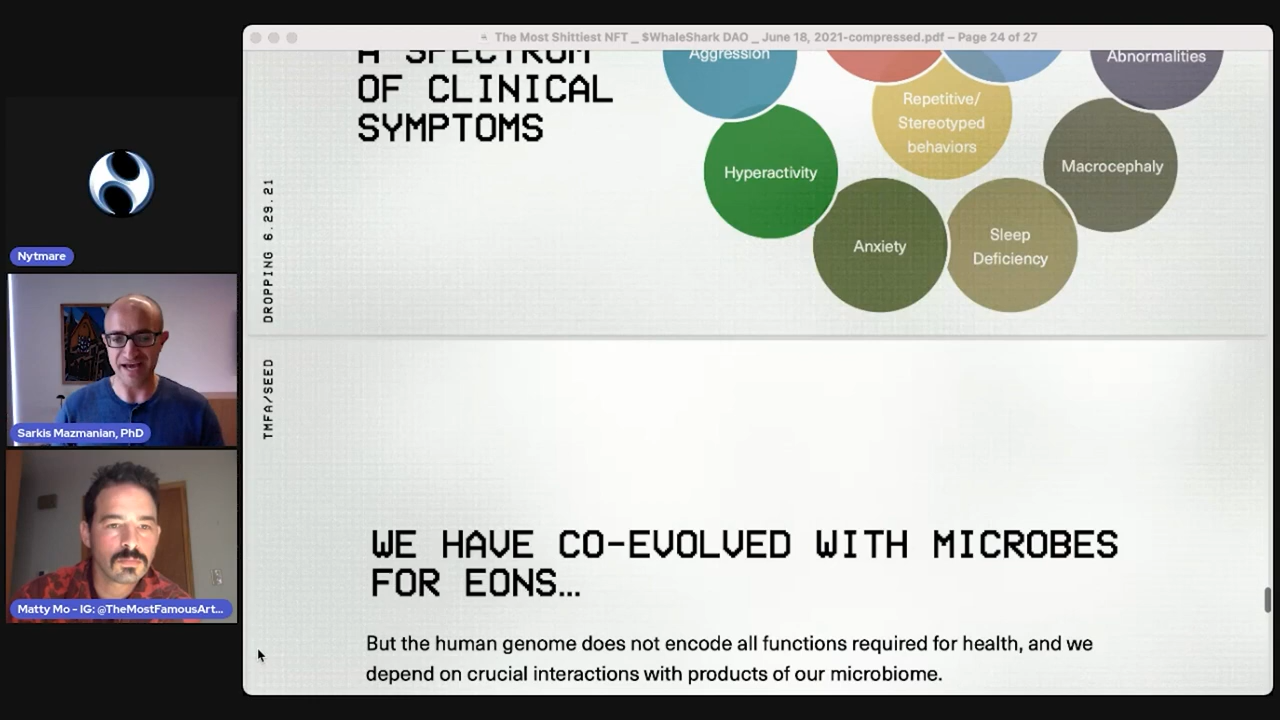 The Most Shittiest NFT _ $WhaleShark DAO _ June 18, 2021-compressed.pdf – Page 24 of 27
A SPECTRUM
OF CLINICAL
SYMPTOMS
Aggression
Abnormalities
Repetitive/
Stereotyped
behaviors
Hyperactivity
Macrocephaly
Anxiety
Sleep
Deficiency
DROPPING 6.29.21
TMFA/SEED
WE HAVE CO-EVOLVED WITH MICROBES
FOR EONS…
But the human genome does not encode all functions required for health, and we
depend on crucial interactions with products of our microbiome.
Nytmare
Sarkis Mazmanian, PhD
Matty Mo - IG: @TheMostFamousArt...